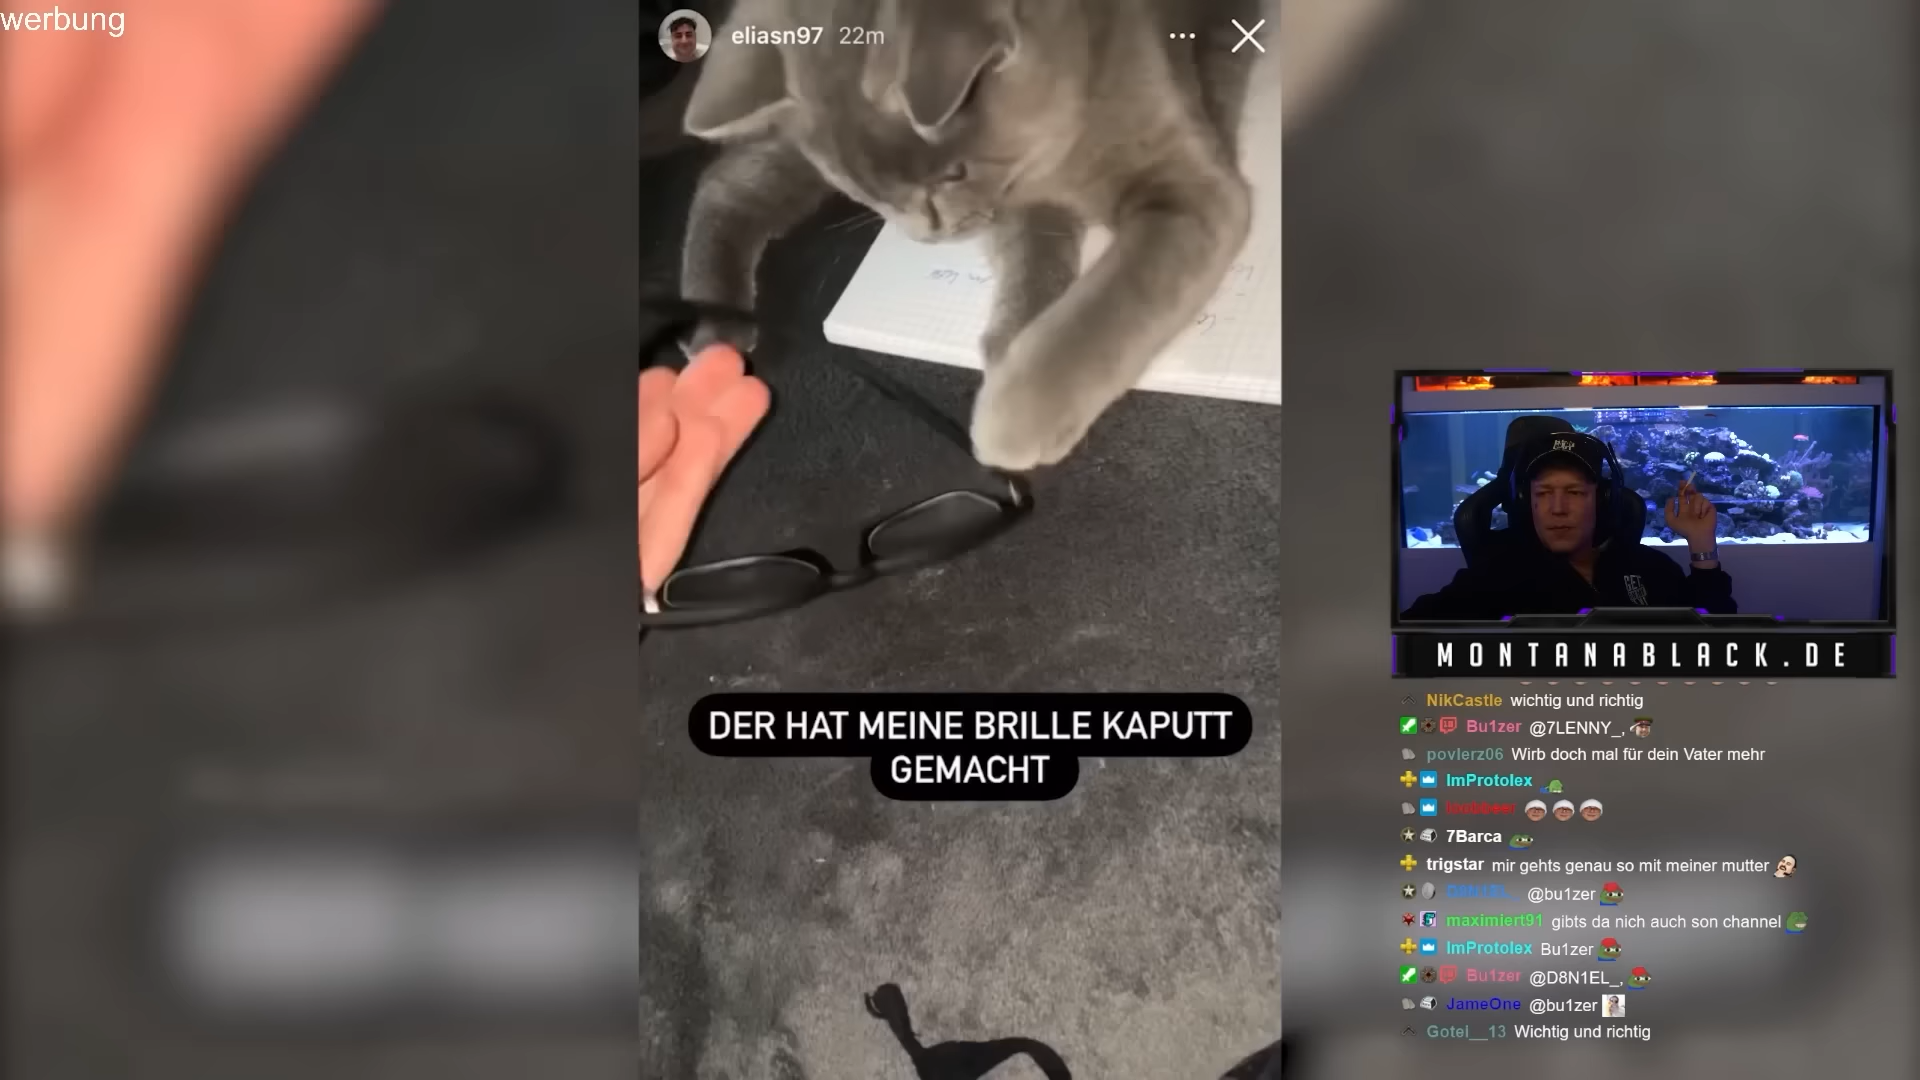 werbung
eliasn97 22m
DER HAT MEINE BRILLE KAPUTT
GEMACHT
MONTANABLACK.DE
NikCastle wichtig und richtig
Bu1zer @7LENNY_,
povlerz06 Wirb doch mal für dein Vater mehr
ImProtolex
7Barca
trigstar mir gehts genau so mit meiner mutter
D8N1EL_ @bu1zer
maximiert91 gibts da nich auch son channel
ImProtolex Bu1zer
Bu1zer @D8N1EL_,
JameOne @bu1zer
Gotel__13 Wichtig und richtig